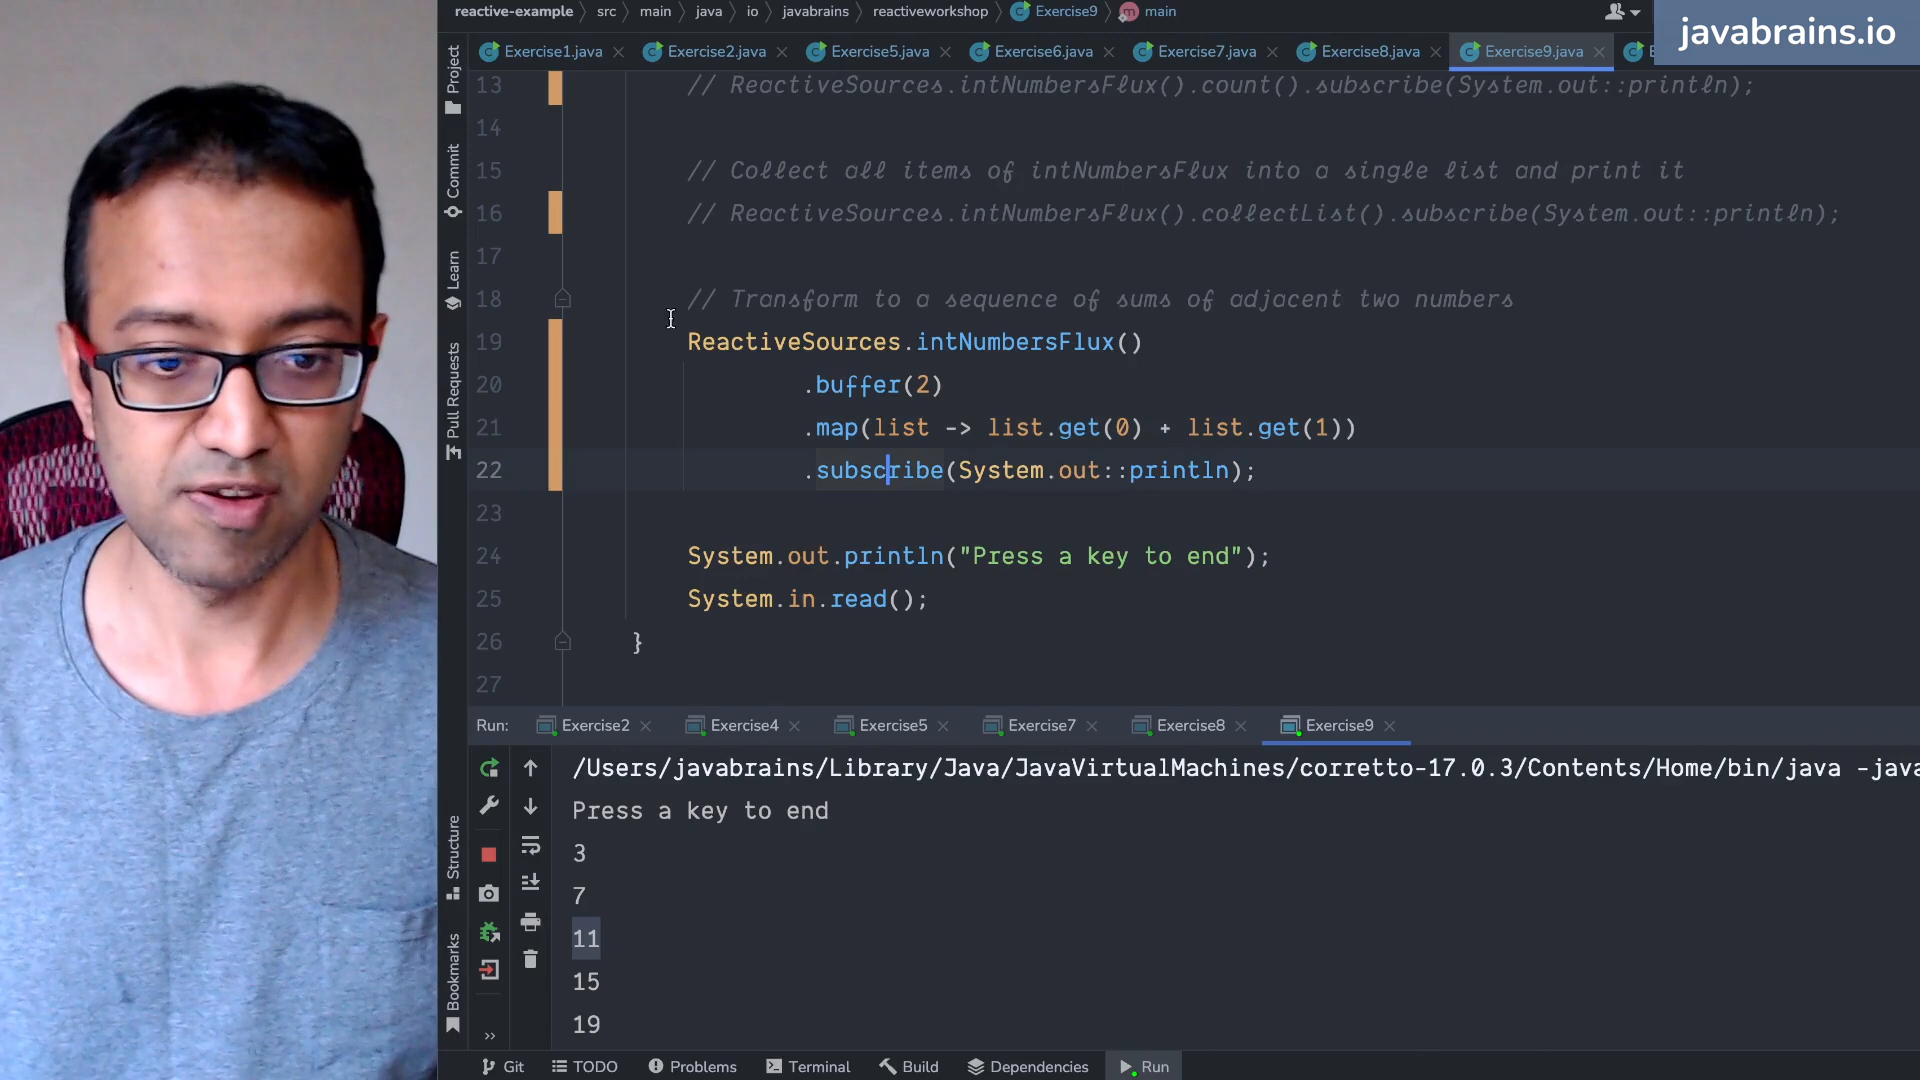 reactive-example src main java io javabrains reactiveworkshop Exercise9 main
javabrains.io
Exercise1.java Exercise2.java Exercise5.java Exercise6.java Exercise7.java Exercise8.java Exercise9.java
Project
Commit
Learn
Pull Requests
Structure
Bookmarks
13 // ReactiveSources.intNumbersFlux().count().subscribe(System.out::println);
14
15 // Collect all items of intNumbersFlux into a single list and print it
16 // ReactiveSources.intNumbersFlux().collectList().subscribe(System.out::println);
17
18 // Transform to a sequence of sums of adjacent two numbers
19 ReactiveSources.intNumbersFlux()
20 .buffer(2)
21 .map(list -> list.get(0) + list.get(1))
22 .subscribe(System.out::println);
23
24 System.out.println("Press a key to end");
25 System.in.read();
26 }
27
Run: Exercise2 Exercise4 Exercise5 Exercise7 Exercise8 Exercise9
/Users/javabrains/Library/Java/JavaVirtualMachines/corretto-17.0.3/Contents/Home/bin/java -java
Press a key to end
3
7
11
15
19
Git TODO Problems Terminal Build Dependencies Run